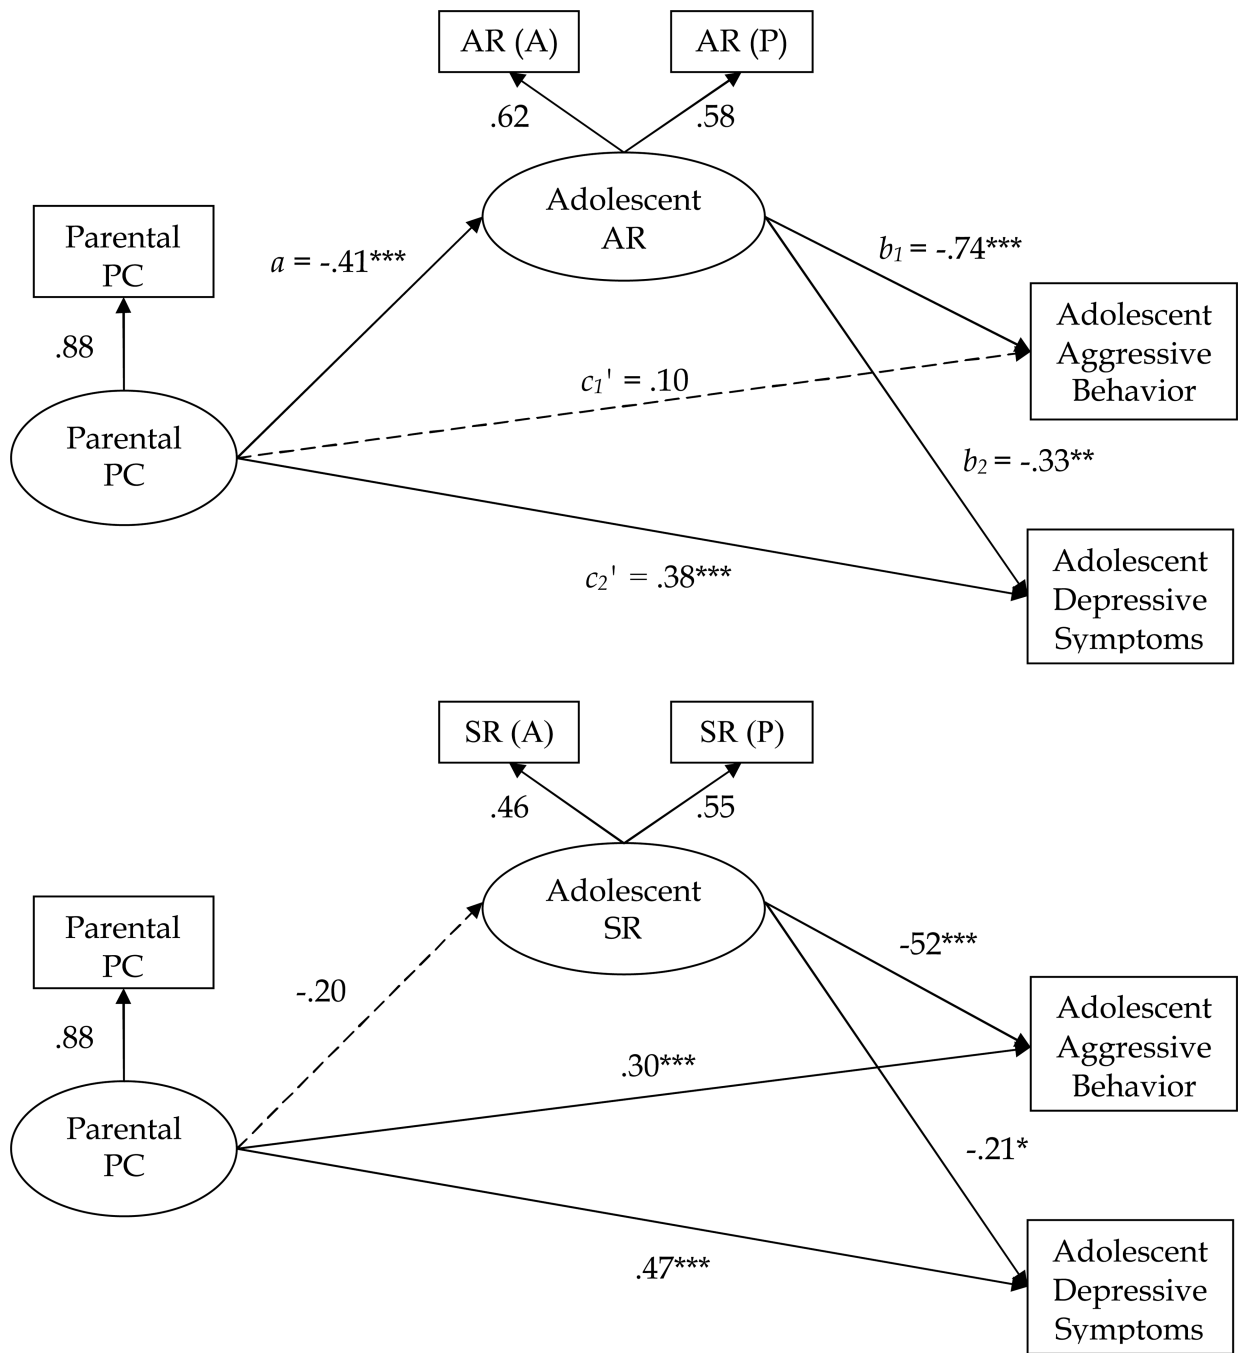 AR (A)
AR (P)
.62
.58
Adolescent
AR
Parental
PC
a = -.41***
b1 = -.74***
.88
Adolescent
Aggressive
Behavior
c1' = .10
Parental
PC
b2 = -.33**
c2' = .38***
Adolescent
Depressive
Symptoms
SR (A)
SR (P)
.46
.55
Adolescent
SR
Parental
PC
-52***
-.20
.88
Adolescent
Aggressive
Behavior
.30***
Parental
PC
-.21*
.47***
Adolescent
Depressive
Symptoms